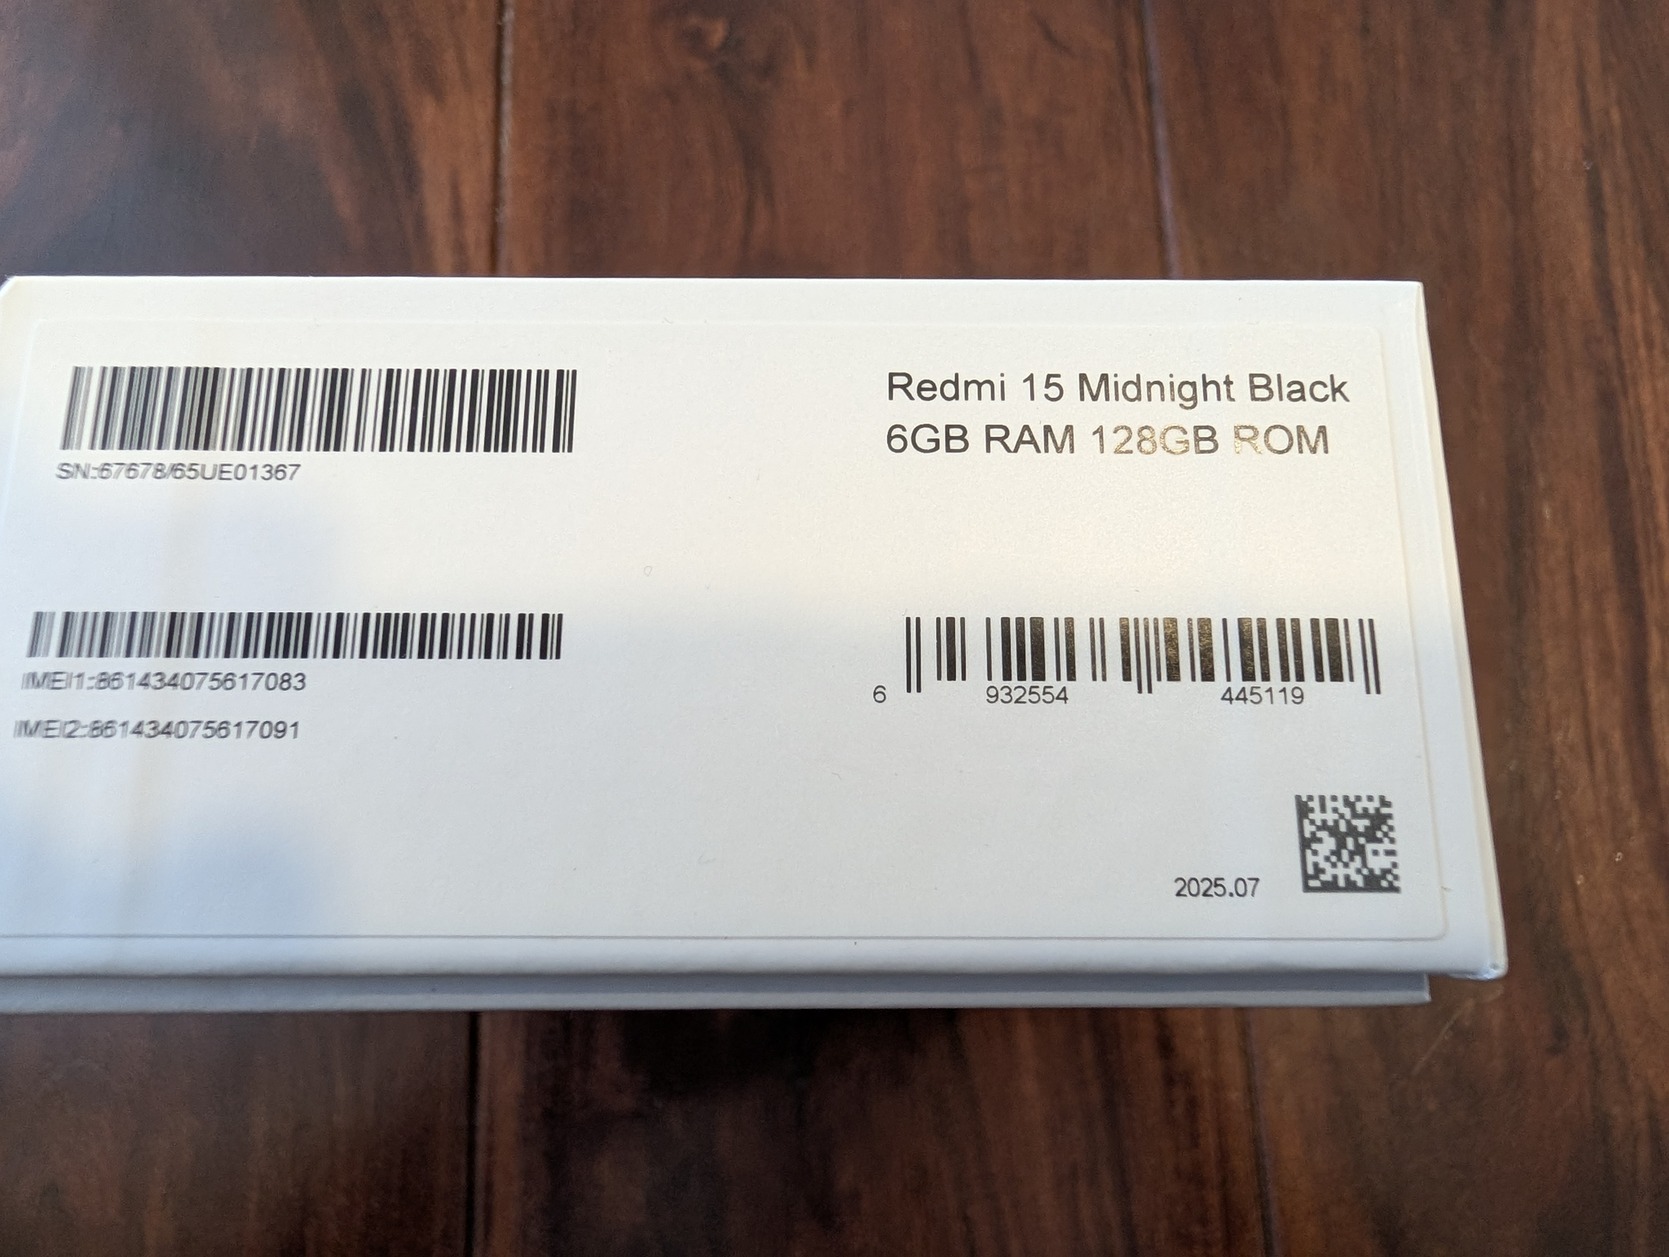 SN:67678/65UE01367
Redmi 15 Midnight Black
6GB RAM 128GB ROM
IMEI1:861434075617083
IMEI2:861434075617091
6 932554 445119
2025.07